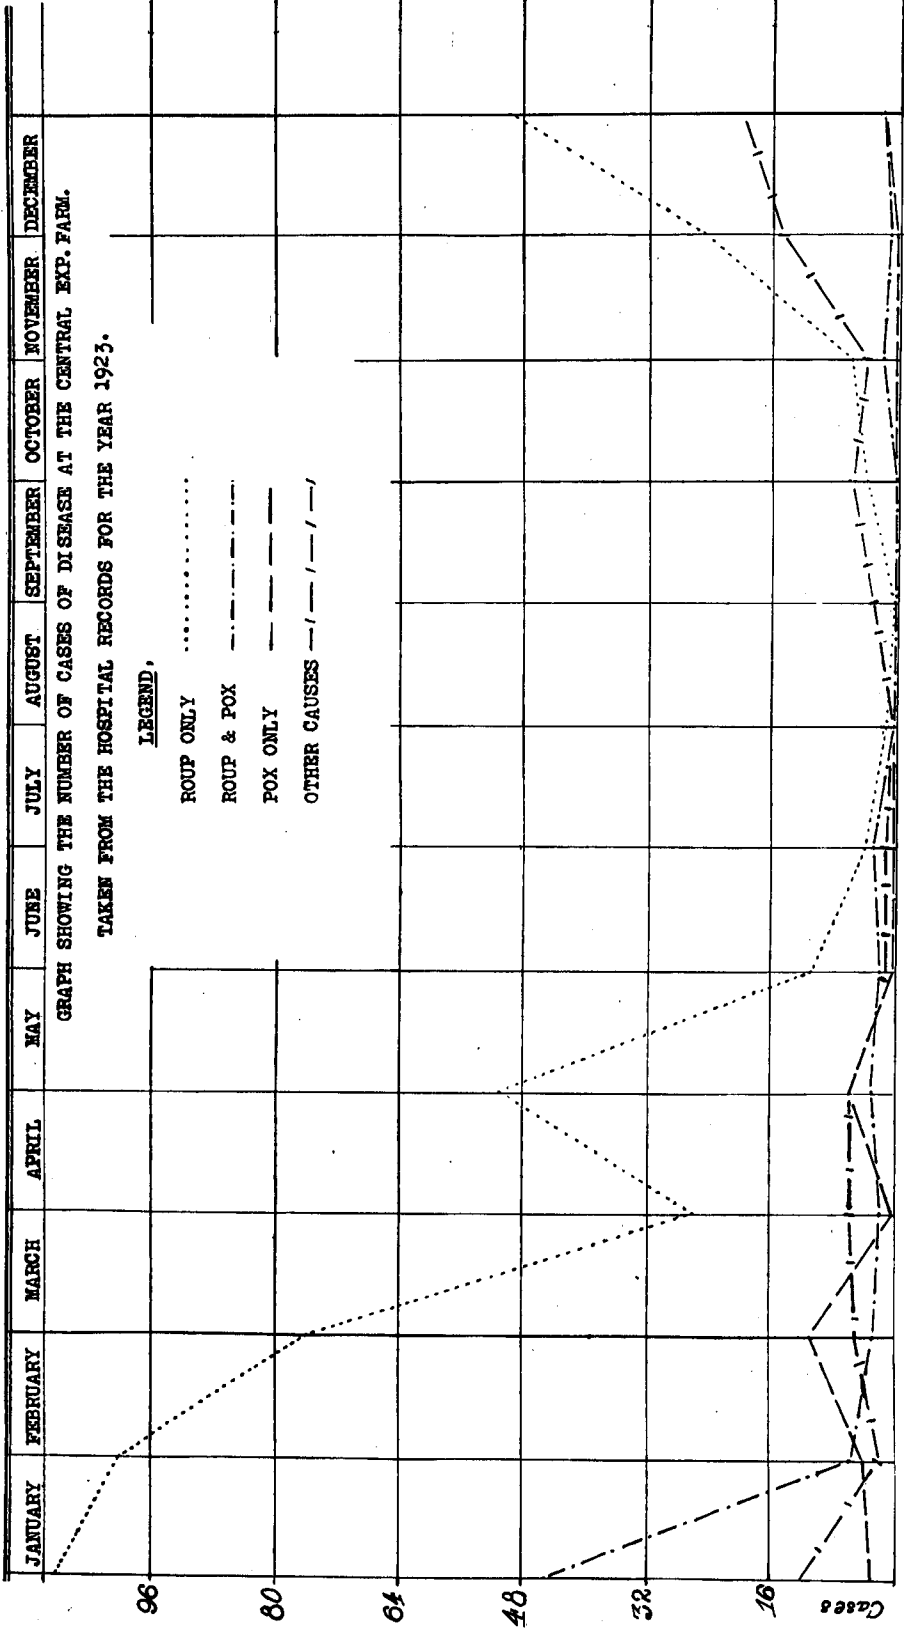 JANUARY FEBRUARY MARCH APRIL MAY JUNE JULY AUGUST SEPTEMBER OCTOBER NOVEMBER DECEMBER
GRAPH SHOWING THE NUMBER OF CASES OF DISEASE AT THE CENTRAL EXP. FARM.
TAKEN FROM THE HOSPITAL RECORDS FOR THE YEAR 1923.
LEGEND.
ROUP ONLY
ROUP & POX
POX ONLY
OTHER CAUSES
96
80
64
48
32
16
Cases